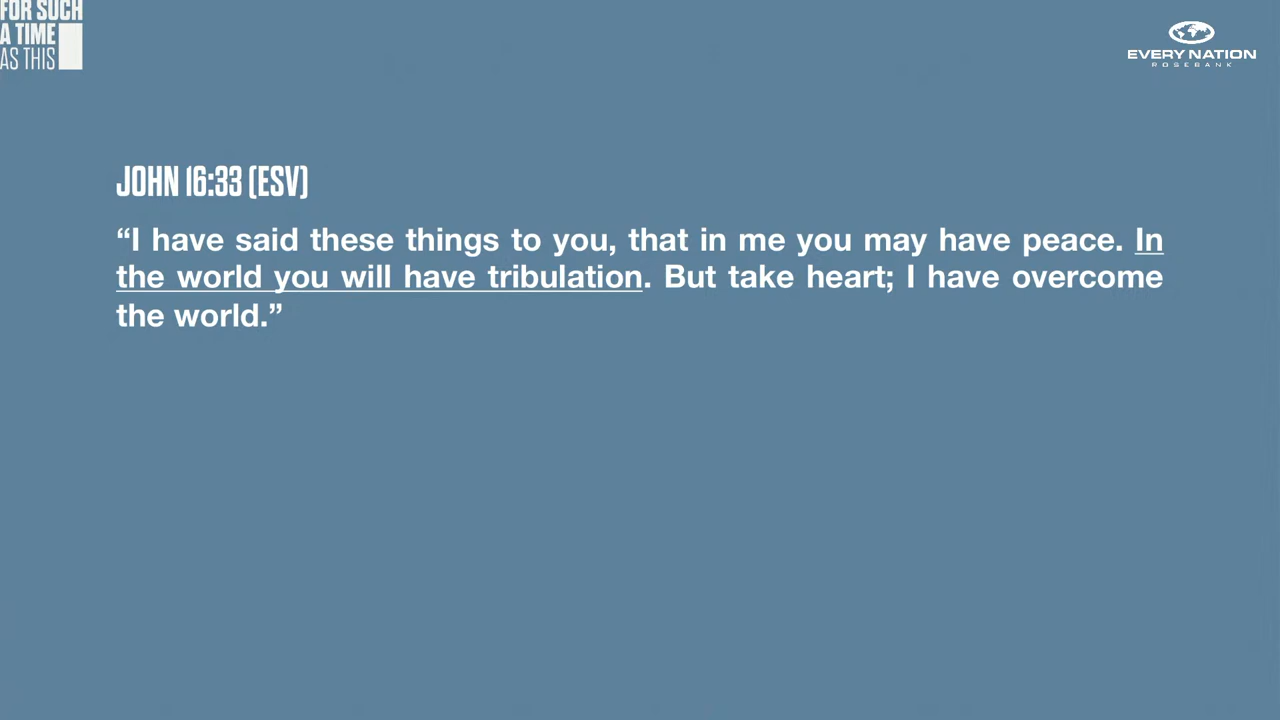 FOR SUCH
A TIME
AS THIS
EVERY NATION
ROSEBANK
JOHN 16:33 (ESV)
“I have said these things to you, that in me you may have peace. In
the world you will have tribulation. But take heart; I have overcome
the world.”